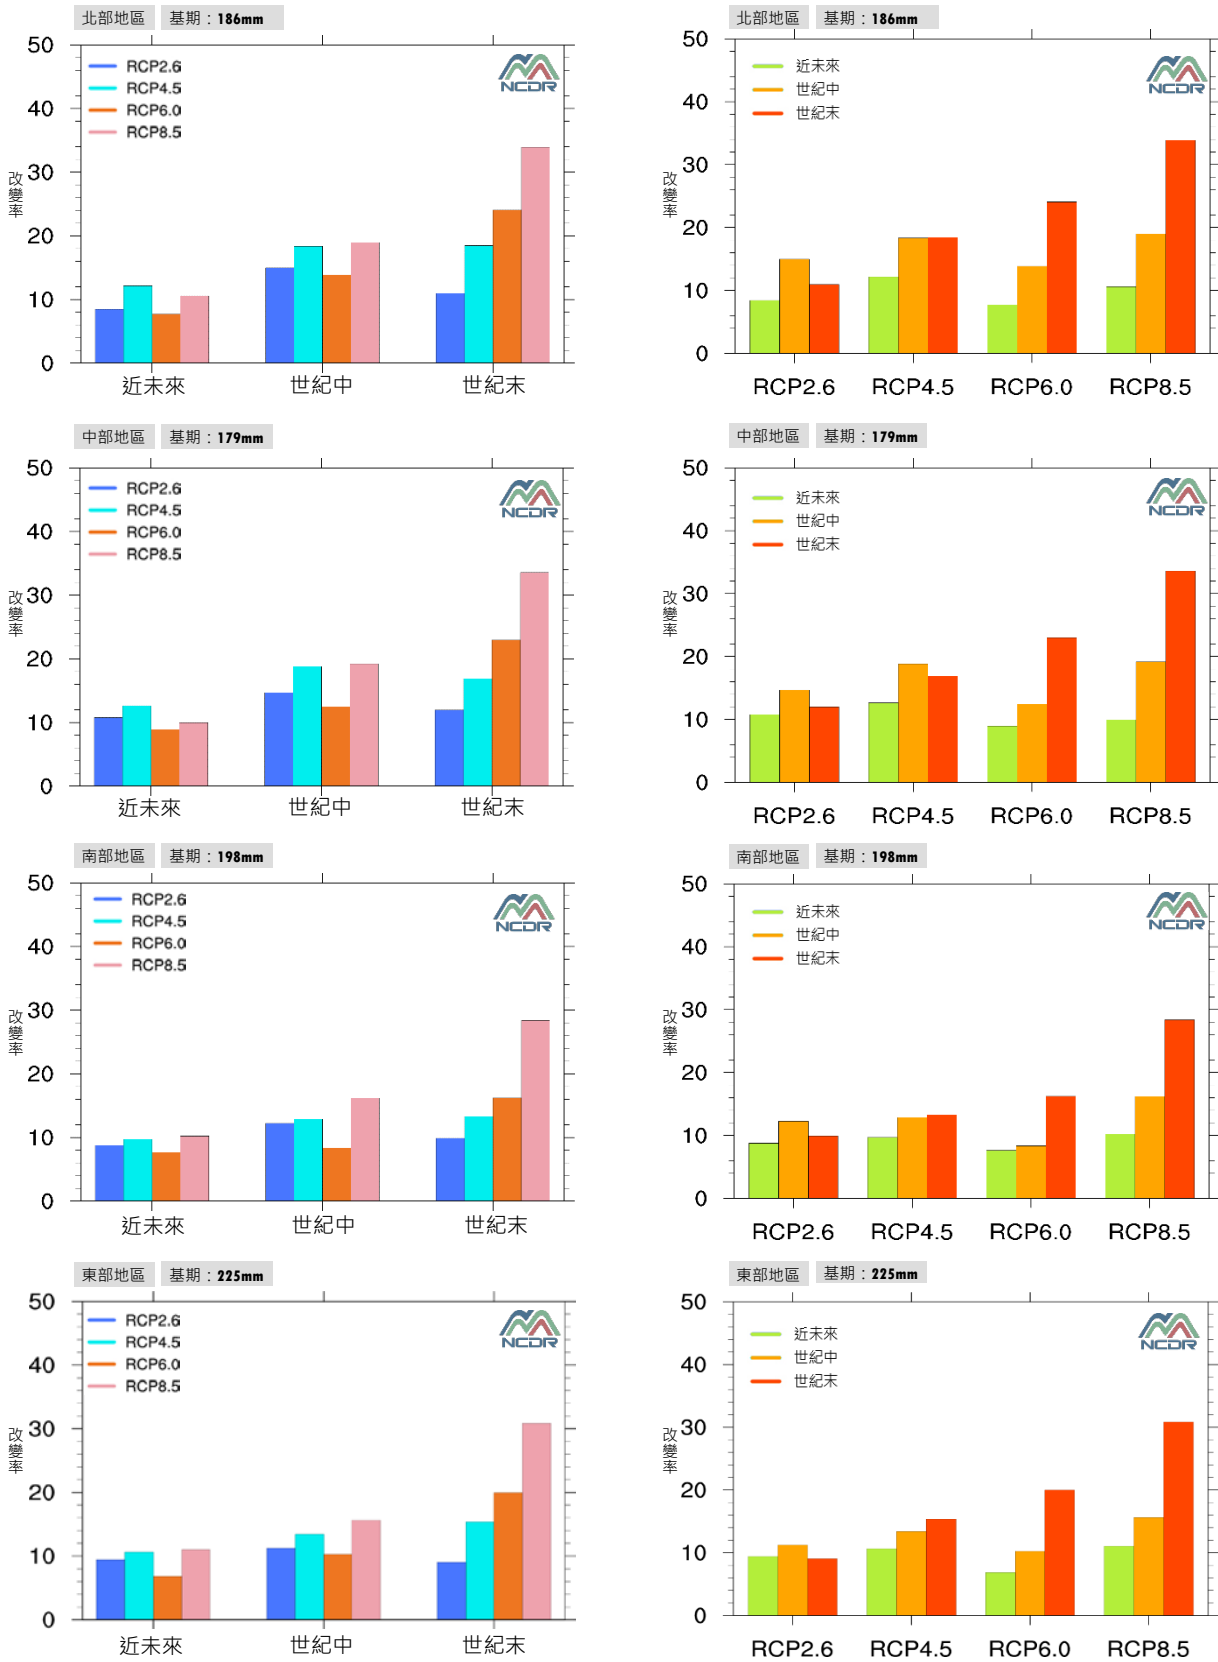 北部地區 基期：186mm
50
40
30
20
10
0
改變率
RCP2.6
RCP4.5
RCP6.0
RCP8.5
NCDR
近未來 世紀中 世紀末
北部地區 基期：186mm
50
40
30
20
10
0
改變率
近未來
世紀中
世紀末
NCDR
RCP2.6 RCP4.5 RCP6.0 RCP8.5
中部地區 基期：179mm
50
40
30
20
10
0
改變率
RCP2.6
RCP4.5
RCP6.0
RCP8.5
NCDR
近未來 世紀中 世紀末
中部地區 基期：179mm
50
40
30
20
10
0
改變率
近未來
世紀中
世紀末
NCDR
RCP2.6 RCP4.5 RCP6.0 RCP8.5
南部地區 基期：198mm
50
40
30
20
10
0
改變率
RCP2.6
RCP4.5
RCP6.0
RCP8.5
NCDR
近未來 世紀中 世紀末
南部地區 基期：198mm
50
40
30
20
10
0
改變率
近未來
世紀中
世紀末
NCDR
RCP2.6 RCP4.5 RCP6.0 RCP8.5
東部地區 基期：225mm
50
40
30
20
10
0
改變率
RCP2.6
RCP4.5
RCP6.0
RCP8.5
NCDR
近未來 世紀中 世紀末
東部地區 基期：225mm
50
40
30
20
10
0
改變率
近未來
世紀中
世紀末
NCDR
RCP2.6 RCP4.5 RCP6.0 RCP8.5